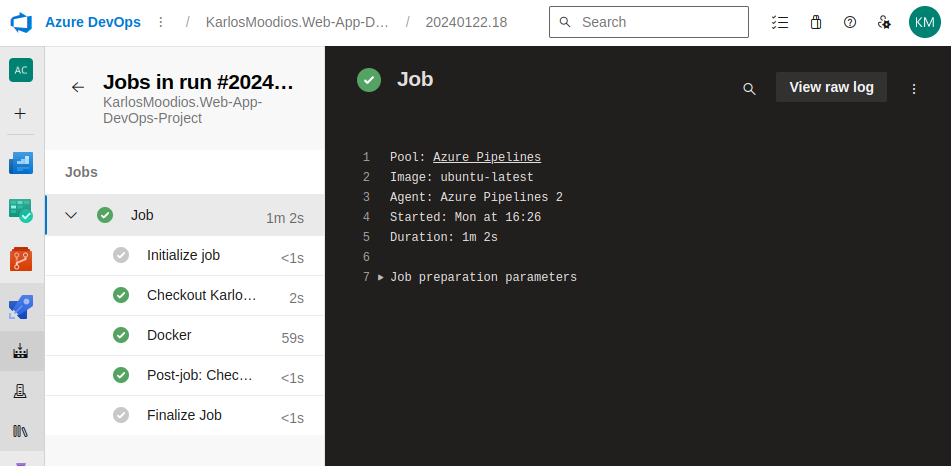 Azure DevOps / KarlosMoodios.Web-App-D… / 20240122.18 Search KM
AC
Jobs in run #2024…
KarlosMoodios.Web-App-
DevOps-Project
Jobs
Job 1m 2s
Initialize job <1s
Checkout Karlo… 2s
Docker 59s
Post-job: Chec… <1s
Finalize Job <1s
Job View raw log
1 Pool: Azure Pipelines
2 Image: ubuntu-latest
3 Agent: Azure Pipelines 2
4 Started: Mon at 16:26
5 Duration: 1m 2s
6
7 Job preparation parameters